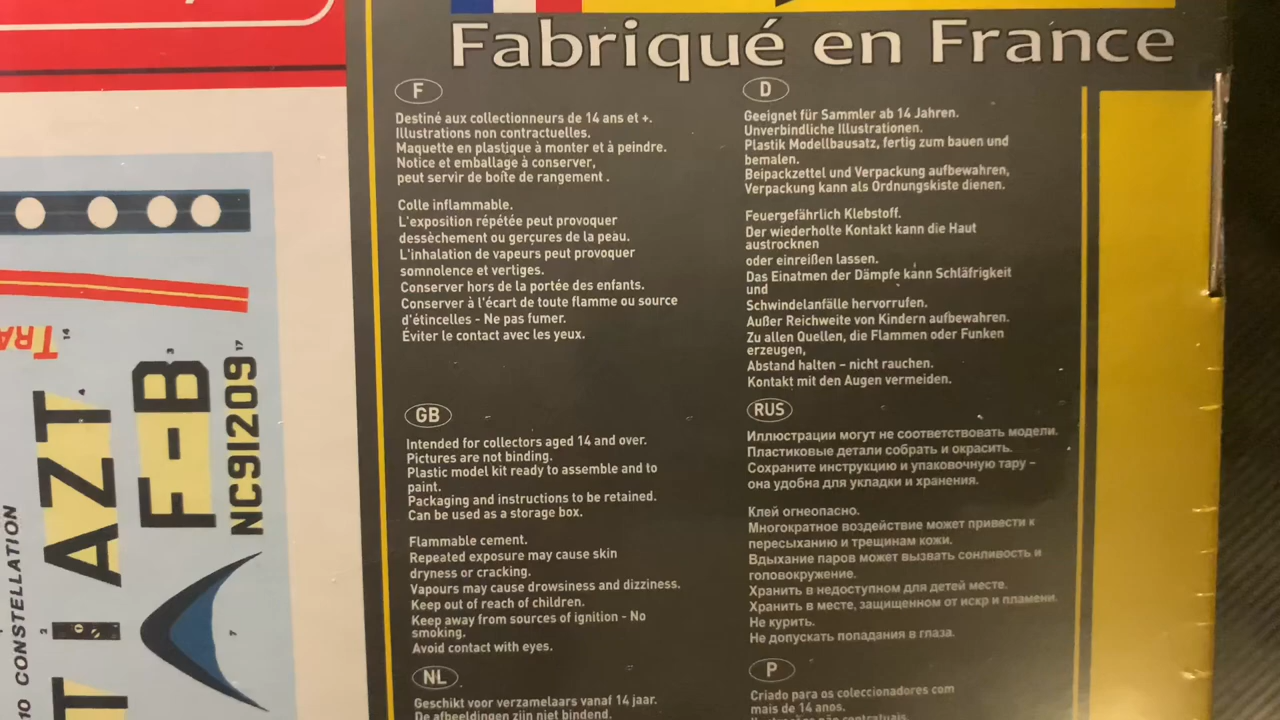 Fabriqué en France
F
Destiné aux collectionneurs de 14 ans et +.
Illustrations non contractuelles.
Maquette en plastique à monter et à peindre.
Notice et emballage à conserver,
peut servir de boîte de rangement .
Colle inflammable.
L'exposition répétée peut provoquer
dessèchement ou gerçures de la peau.
L'inhalation de vapeurs peut provoquer
somnolence et vertiges.
Conserver hors de la portée des enfants.
Conserver à l'écart de toute flamme ou source
d'étincelles - Ne pas fumer.
Éviter le contact avec les yeux.
D
Geeignet für Sammler ab 14 Jahren.
Unverbindliche Illustrationen.
Plastik Modellbausatz, fertig zum bauen und
bemalen.
Beipackzettel und Verpackung aufbewahren,
Verpackung kann als Ordnungskiste dienen.
Feuergefährlich Klebstoff.
Der wiederholte Kontakt kann die Haut
austrocknen
oder einreißen lassen.
Das Einatmen der Dämpfe kann Schläfrigkeit
und
Schwindelanfälle hervorrufen.
Außer Reichweite von Kindern aufbewahren.
Zu allen Quellen, die Flammen oder Funken
erzeugen,
Abstand halten – nicht rauchen.
Kontakt mit den Augen vermeiden.
GB
Intended for collectors aged 14 and over.
Pictures are not binding.
Plastic model kit ready to assemble and to
paint.
Packaging and instructions to be retained.
Can be used as a storage box.
Flammable cement.
Repeated exposure may cause skin
dryness or cracking.
Vapours may cause drowsiness and dizziness.
Keep out of reach of children.
Keep away from sources of ignition - No
smoking.
Avoid contact with eyes.
RUS
Иллюстрации могут не соответствовать модели.
Пластиковые детали собрать и окрасить.
Сохраните инструкцию и упаковочную тару –
она удобна для укладки и хранения.
Клей огнеопасно.
Многократное воздействие может привести к
пересыханию и трещинам кожи.
Вдыхание паров может вызвать сонливость и
головокружение.
Хранить в недоступном для детей месте.
Хранить в месте, защищенном от искр и пламени.
Не курить.
Не допускать попадания в глаза.
NL
Geschikt voor verzamelaars vanaf 14 jaar.
De afbeeldingen zijn niet bindend.
P
Criado para os coleccionadores com
mais de 14 anos.
TRA
14
AZT
4
F-B
3
NC91209
17
10 CONSTELLATION
2
7
T